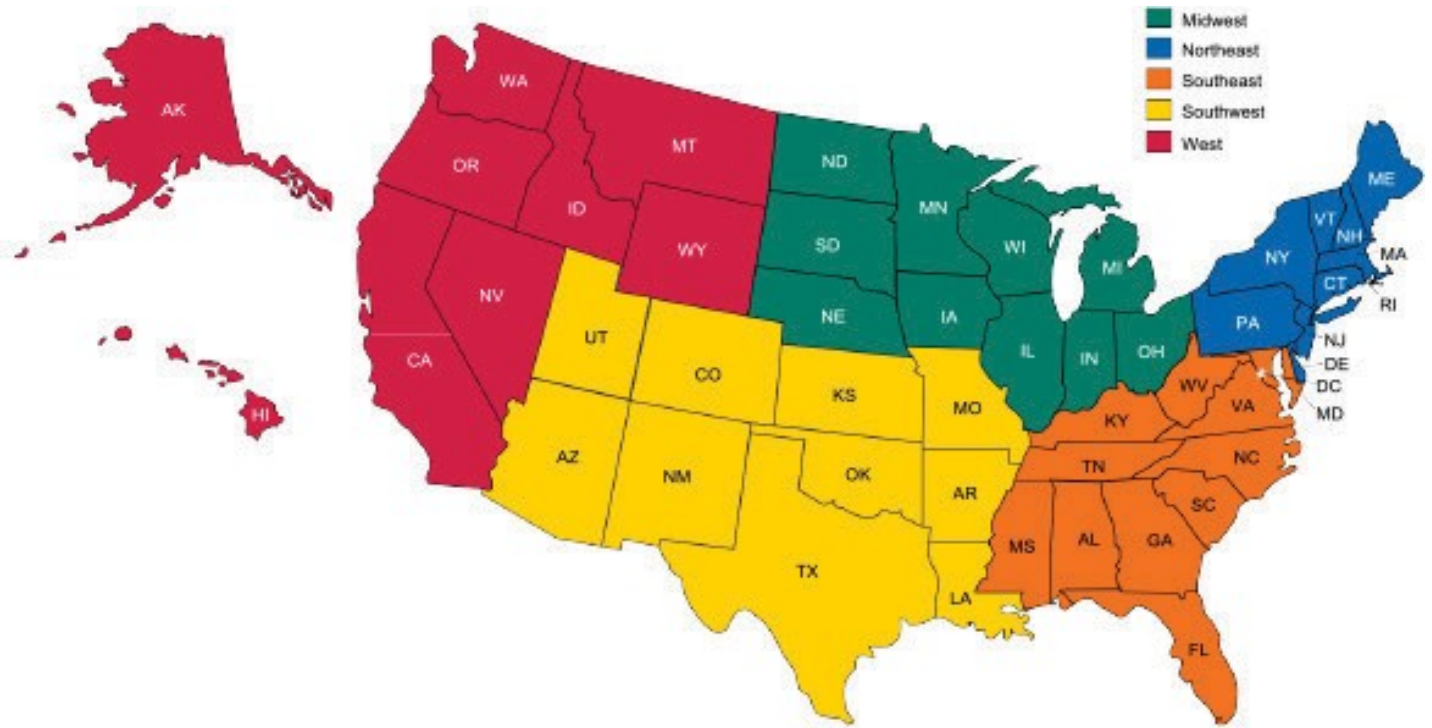 Midwest
Northeast
Southeast
Southwest
West
AK
WA
MT
OR
ID
WY
NV
CA
HI
ND
MN
SD
WI
MI
NE
IA
IL
IN
OH
ME
VT
NH
NY
MA
CT
RI
PA
NJ
DE
DC
MD
UT
CO
KS
MO
AZ
NM
OK
AR
TX
LA
WV
VA
KY
TN
NC
SC
MS
AL
GA
FL